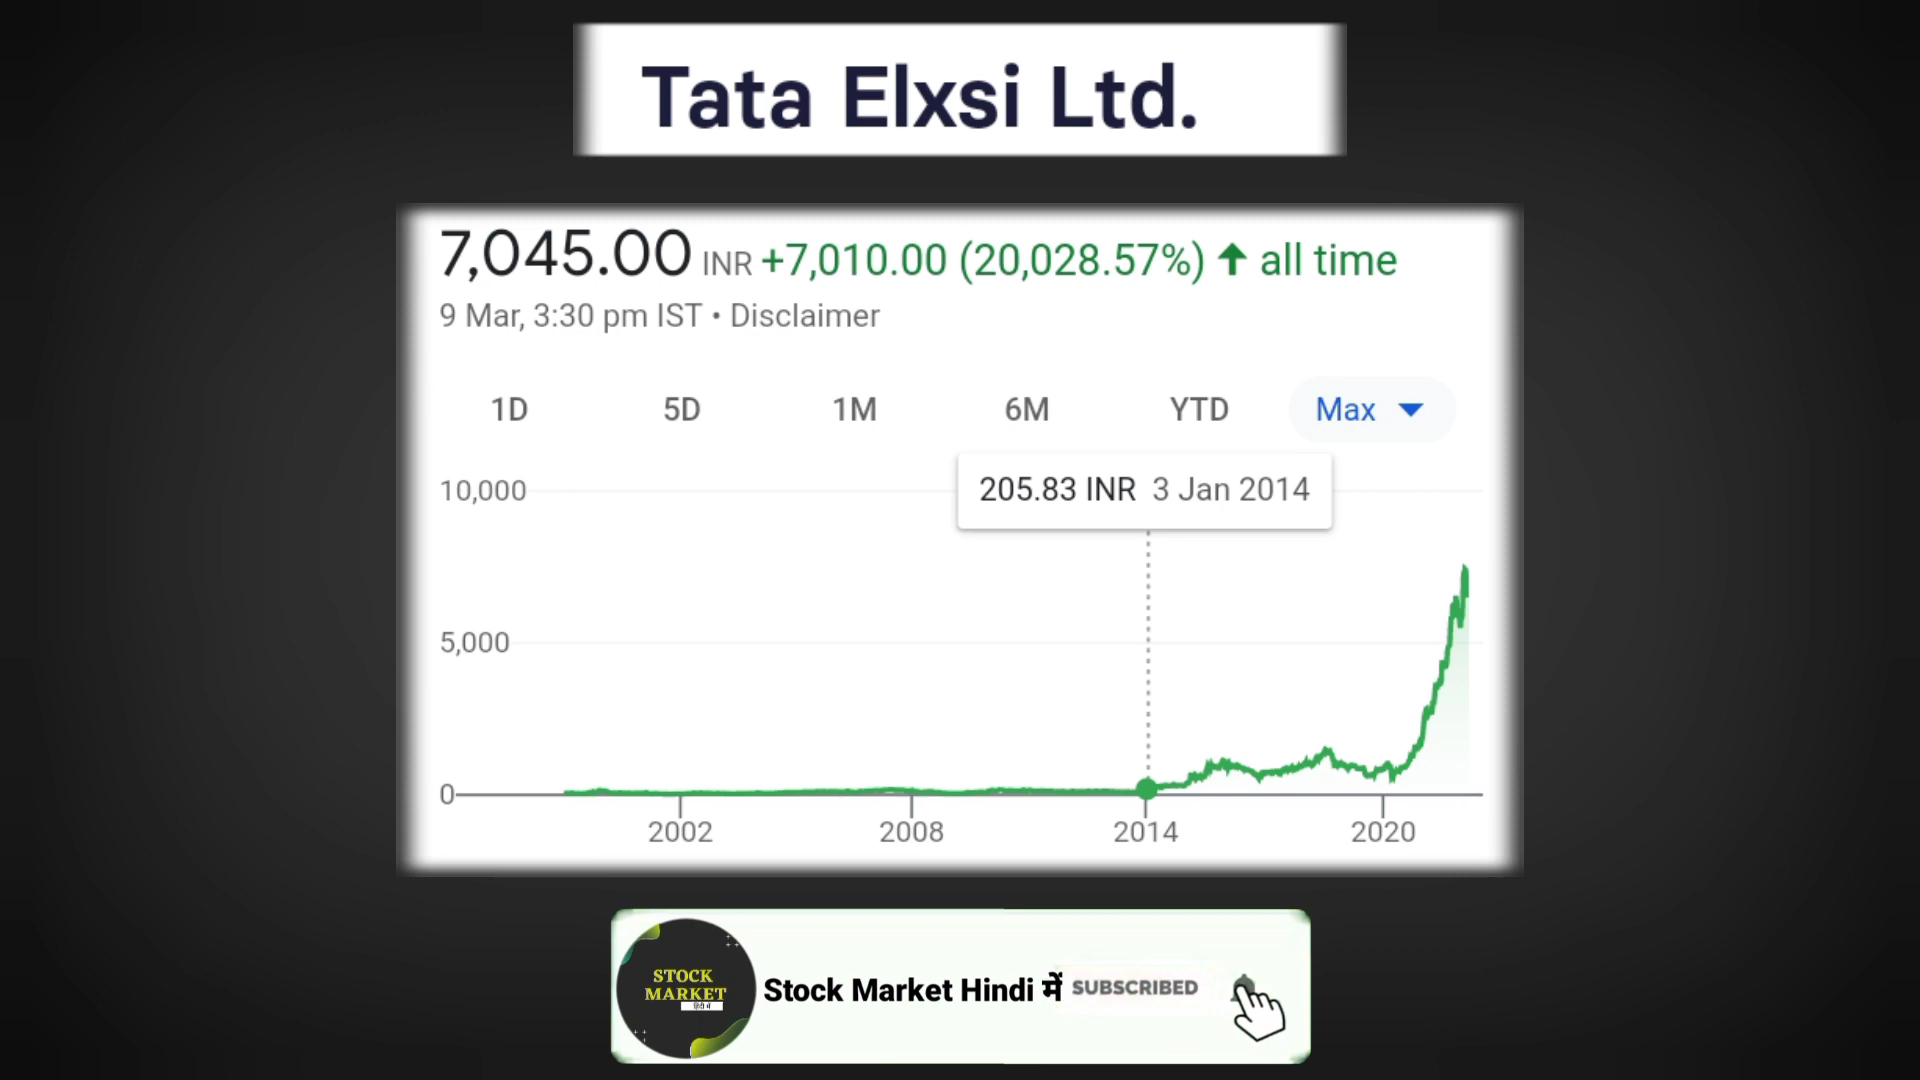 Tata Elxsi Ltd.
7,045.00 INR +7,010.00 (20,028.57%) ↑ all time
9 Mar, 3:30 pm IST • Disclaimer
1D 5D 1M 6M YTD Max
205.83 INR 3 Jan 2014
10,000
5,000
0
2002 2008 2014 2020
STOCK
MARKET
हिंदी में
Stock Market Hindi में SUBSCRIBED